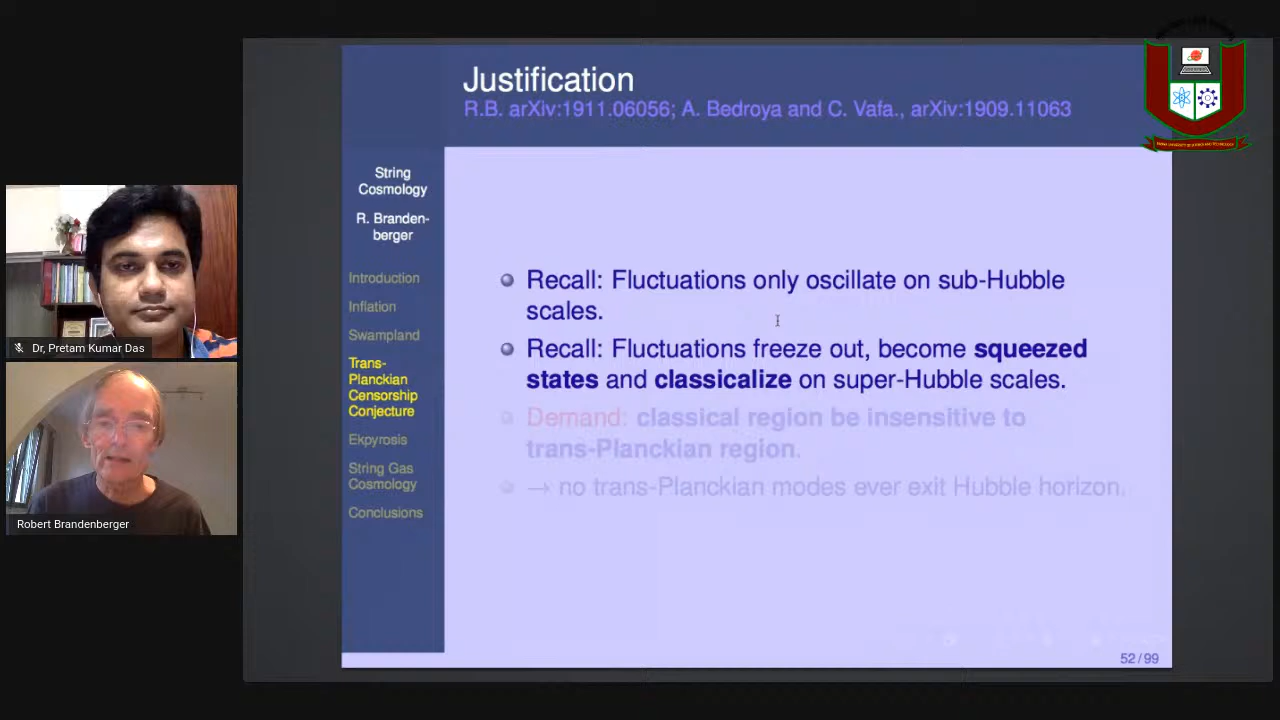 Justification
R.B. arXiv:1911.06056; A. Bedroya and C. Vafa., arXiv:1909.11063
String
Cosmology
R. Branden-
berger
Introduction
Inflation
Swampland
Trans-
Planckian
Censorship
Conjecture
Ekpyrosis
String Gas
Cosmology
Conclusions
Recall: Fluctuations only oscillate on sub-Hubble
scales.
Recall: Fluctuations freeze out, become squeezed
states and classicalize on super-Hubble scales.
Demand: classical region be insensitive to
trans-Planckian region.
→ no trans-Planckian modes ever exit Hubble horizon.
52/99
Dr, Pretam Kumar Das
Robert Brandenberger